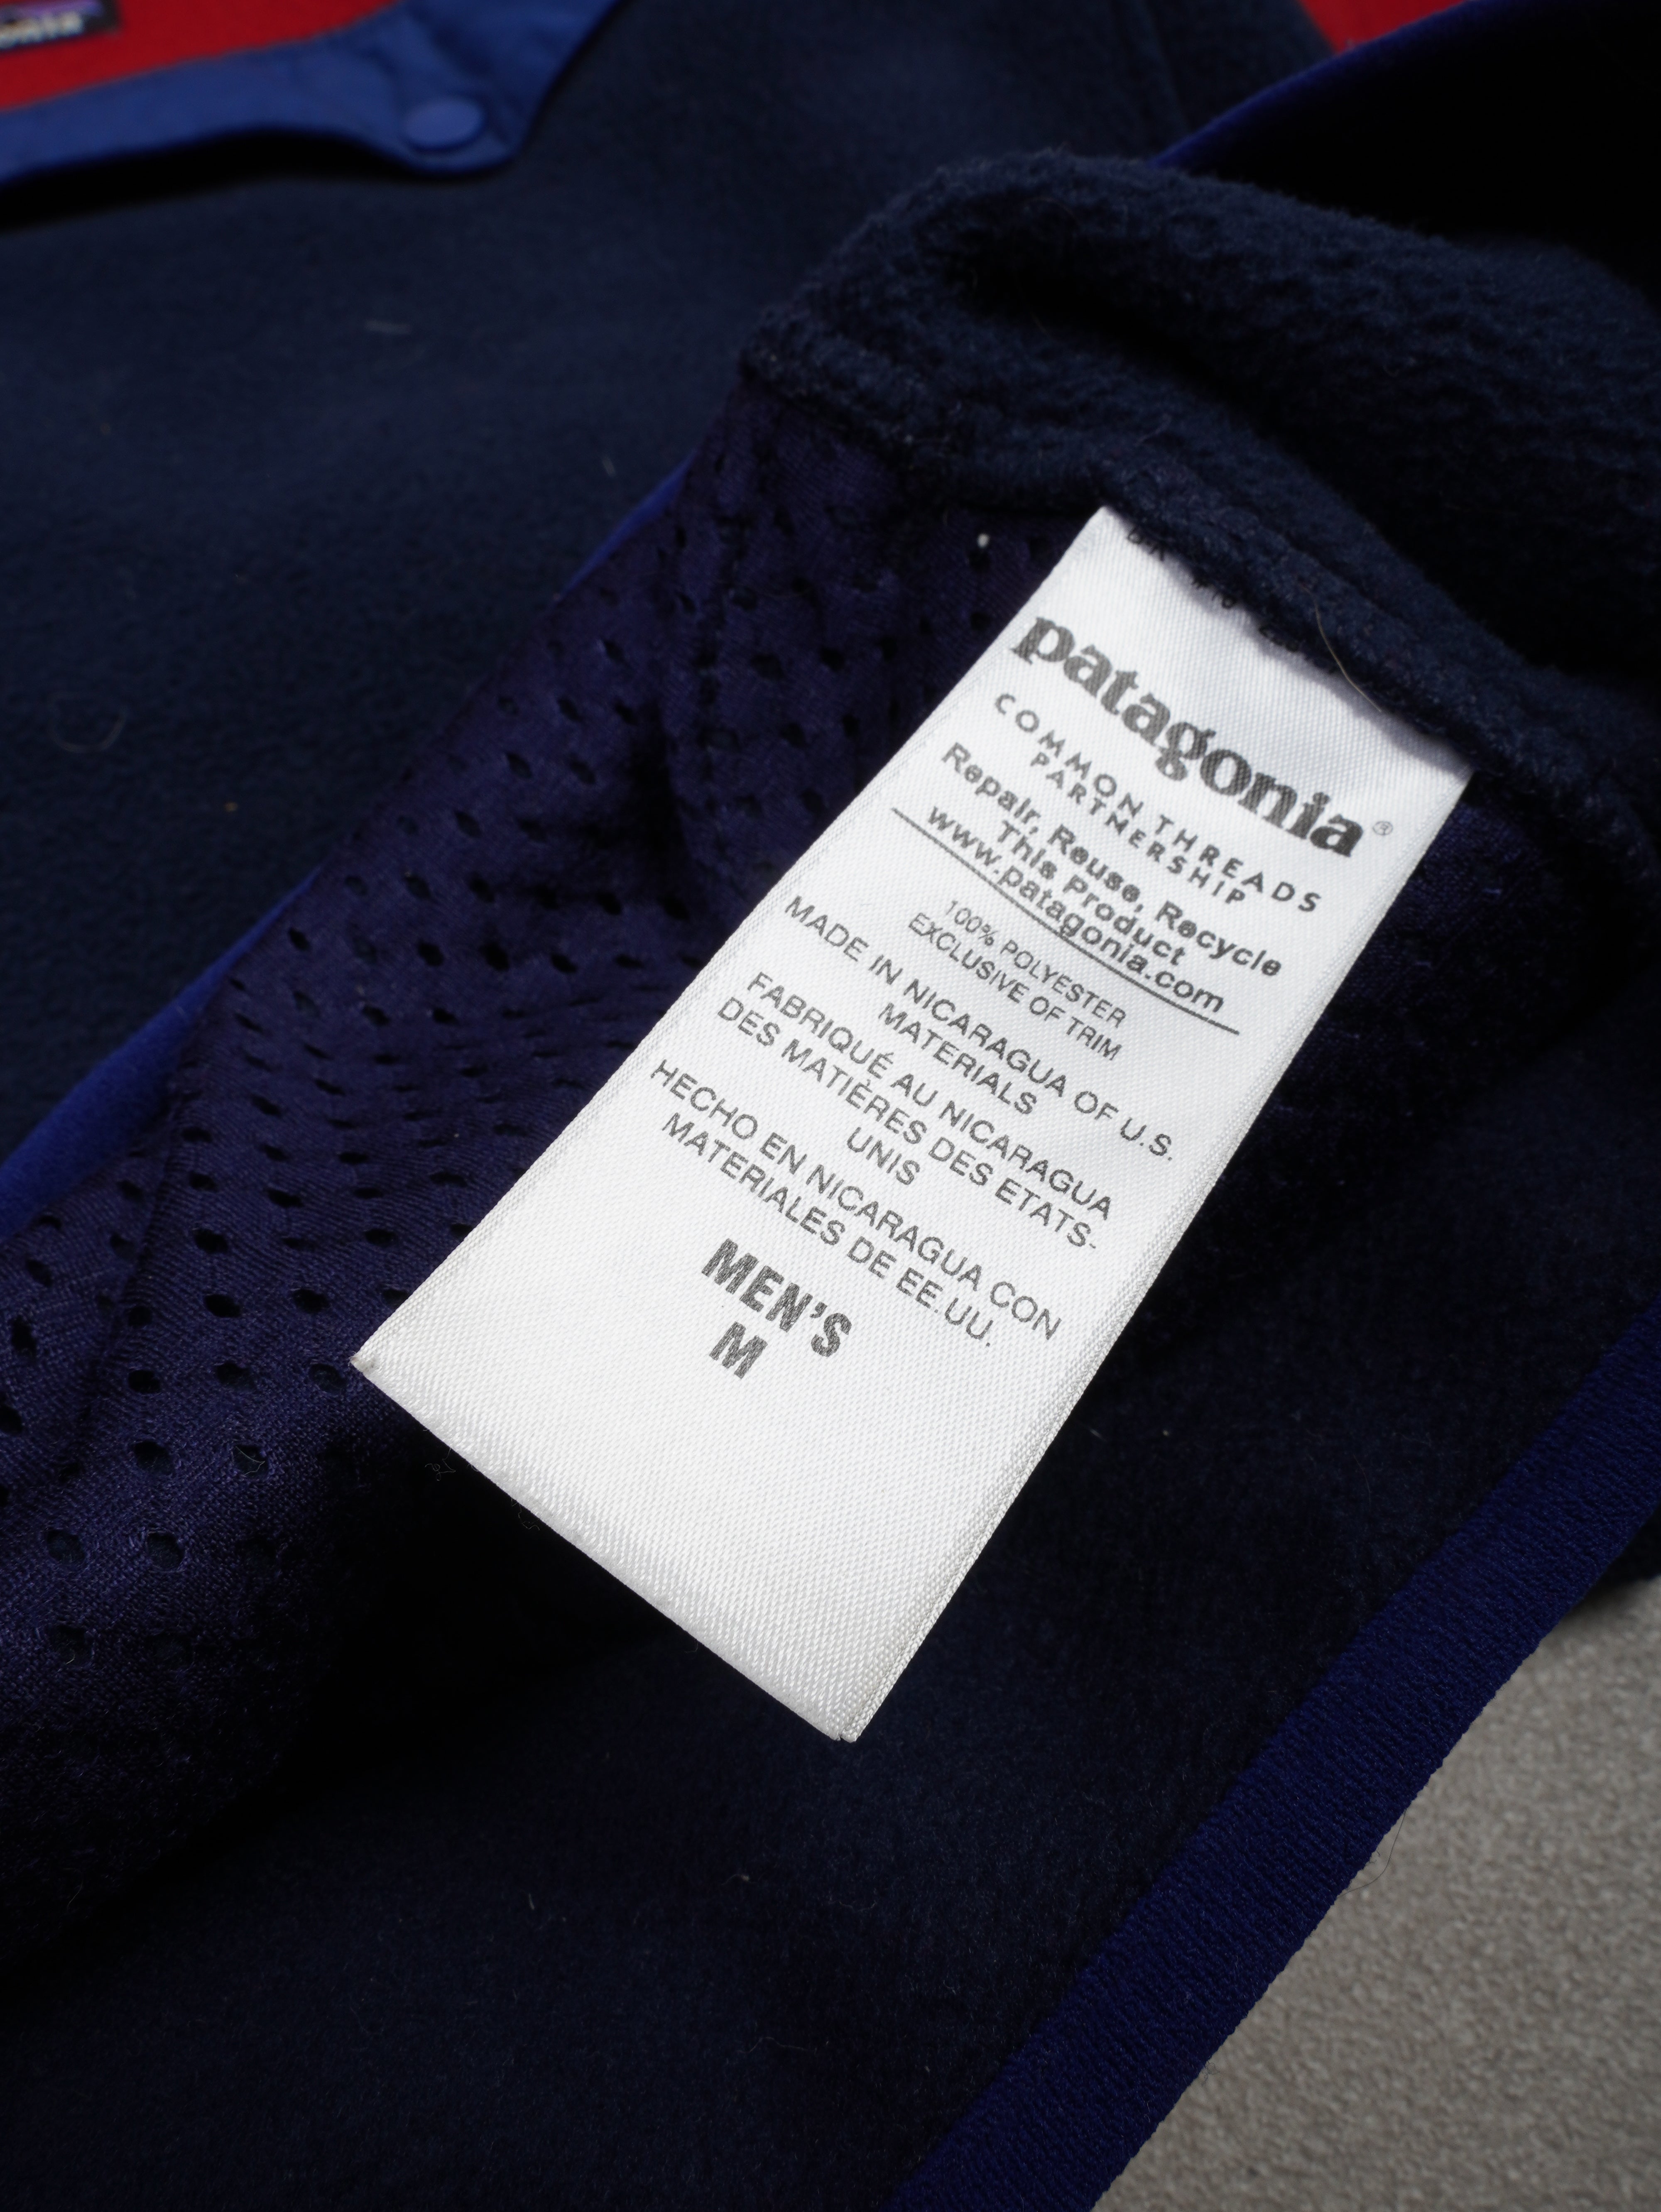 patagonia®
COMMON THREADS
PARTNERSHIP
Repair, Reuse, Recycle
This Product
www.patagonia.com
100% POLYESTER
EXCLUSIVE OF TRIM
MADE IN NICARAGUA OF U.S.
MATERIALS
FABRIQUÉ AU NICARAGUA
DES MATIÈRES DES ETATS-
UNIS
HECHO EN NICARAGUA CON
MATERIALES DE EE.UU.
MEN'S
M